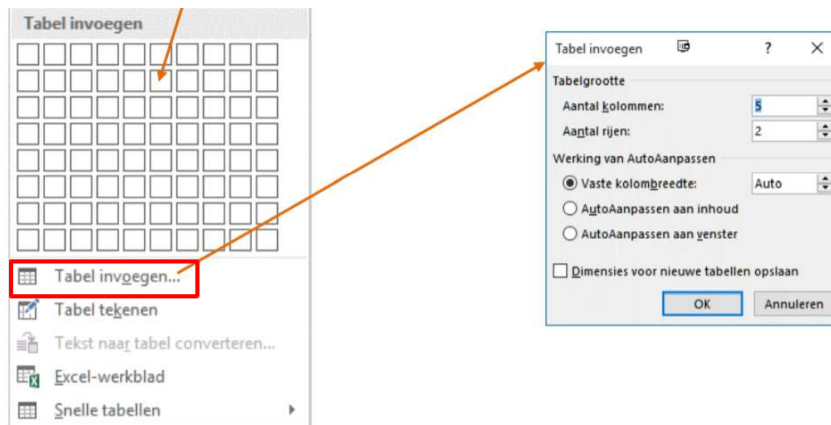 Tabel invoegen
Tabel invoegen...
Tabel tekenen
Tekst naar tabel converteren...
Excel-werkblad
Snelle tabellen
Tabel invoegen ?
Tabelgrootte
Aantal kolommen: 5
Aantal rijen: 2
Werking van AutoAanpassen
Vaste kolombreedte: Auto
AutoAanpassen aan inhoud
AutoAanpassen aan venster
Dimensies voor nieuwe tabellen opslaan
OK Annuleren